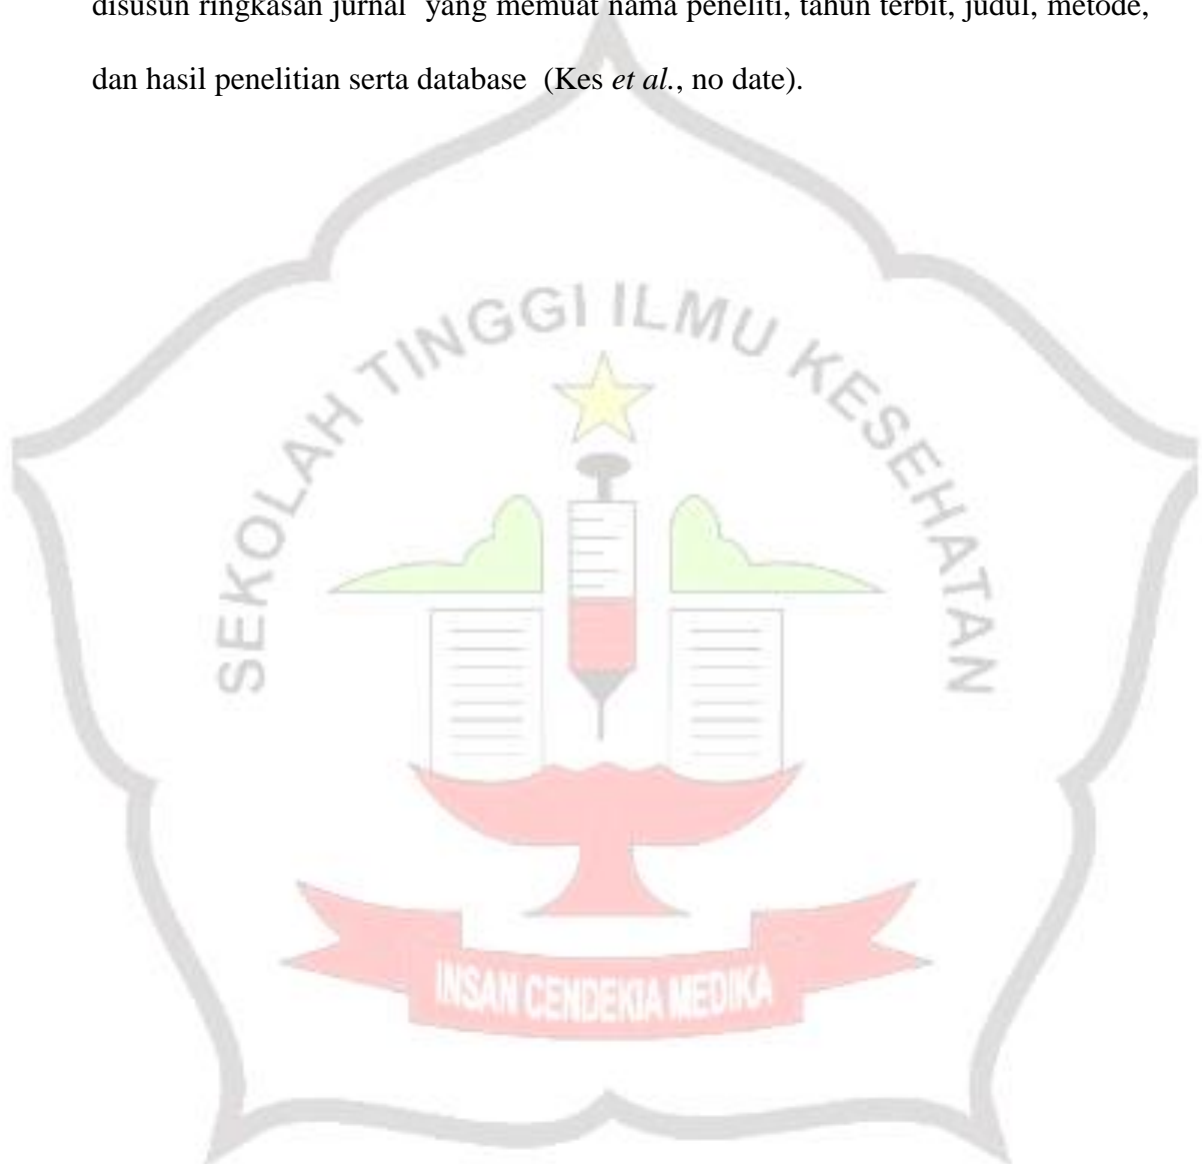 disusun ringkasan jurnal yang memuat nama peneliti, tahun terbit, judul, metode,
dan hasil penelitian serta database (Kes et al., no date).
SEKOLAH TINGGI ILMU KESEHATAN
INSAN CENDEKIA MEDIKA